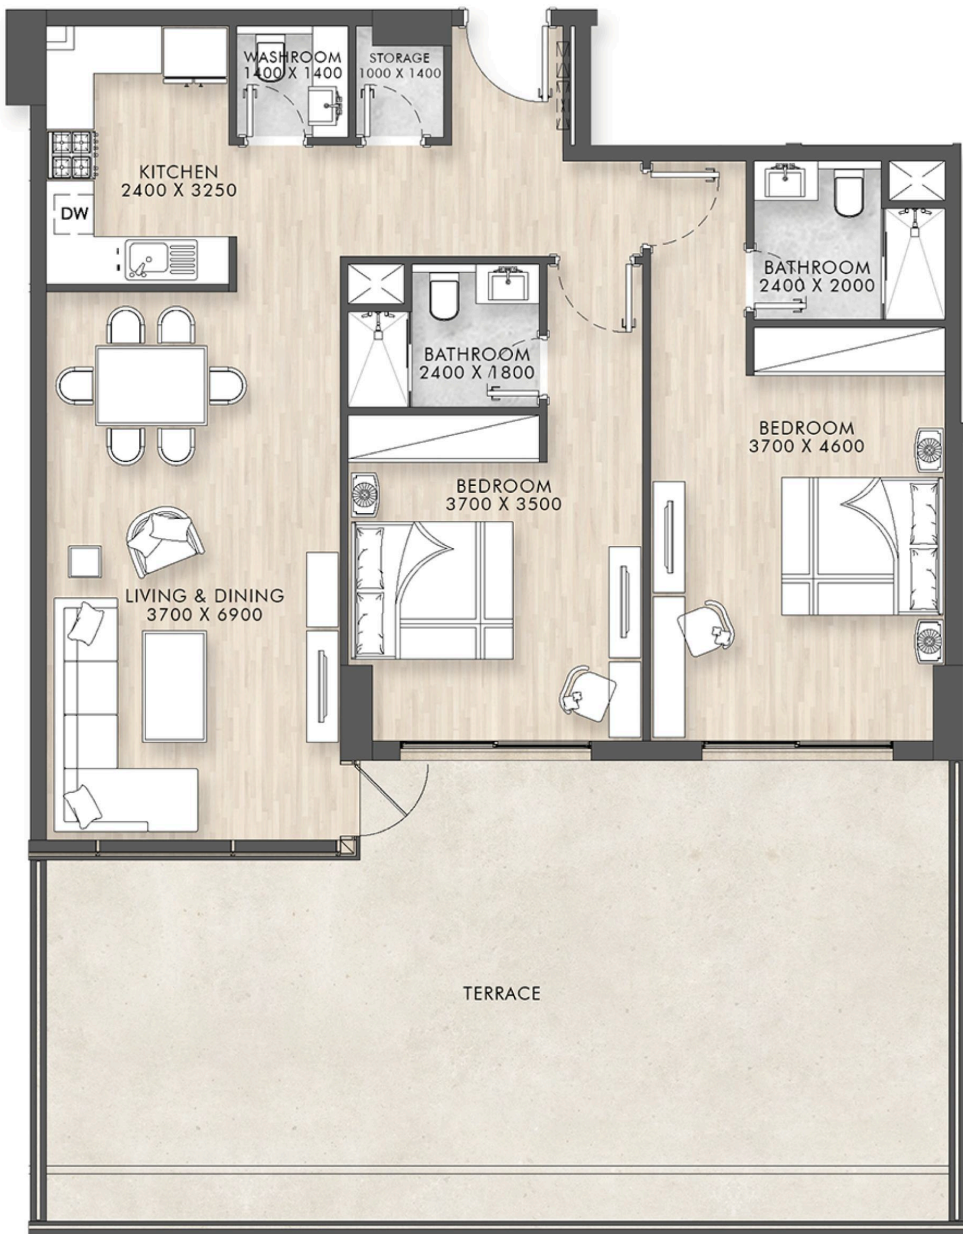 WASHROOM
1400 X 1400
STORAGE
1000 X 1400
KITCHEN
2400 X 3250
DW
BATHROOM
2400 X 2000
BATHROOM
2400 X 1800
BEDROOM
3700 X 4600
BEDROOM
3700 X 3500
LIVING & DINING
3700 X 6900
TERRACE